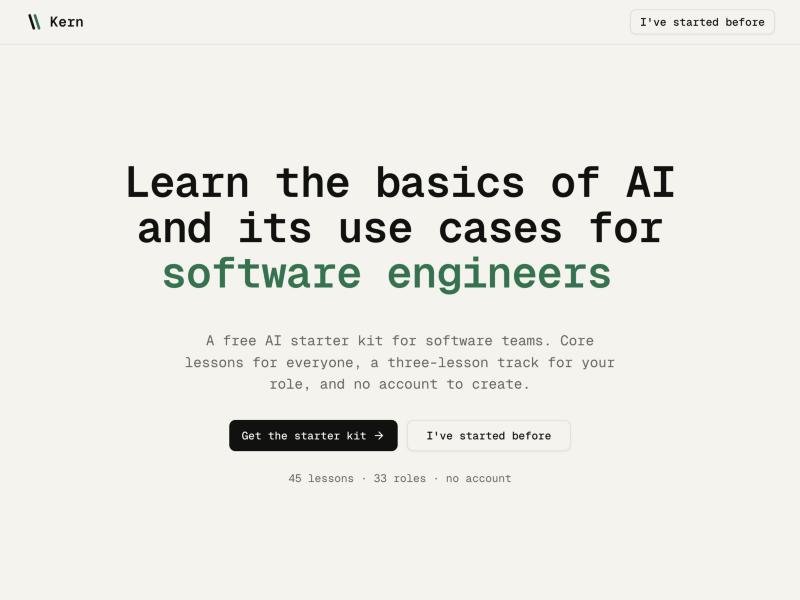 Kern
I've started before
Learn the basics of AI
and its use cases for
software engineers
A free AI starter kit for software teams. Core
lessons for everyone, a three-lesson track for your
role, and no account to create.
Get the starter kit →
I've started before
45 lessons · 33 roles · no account